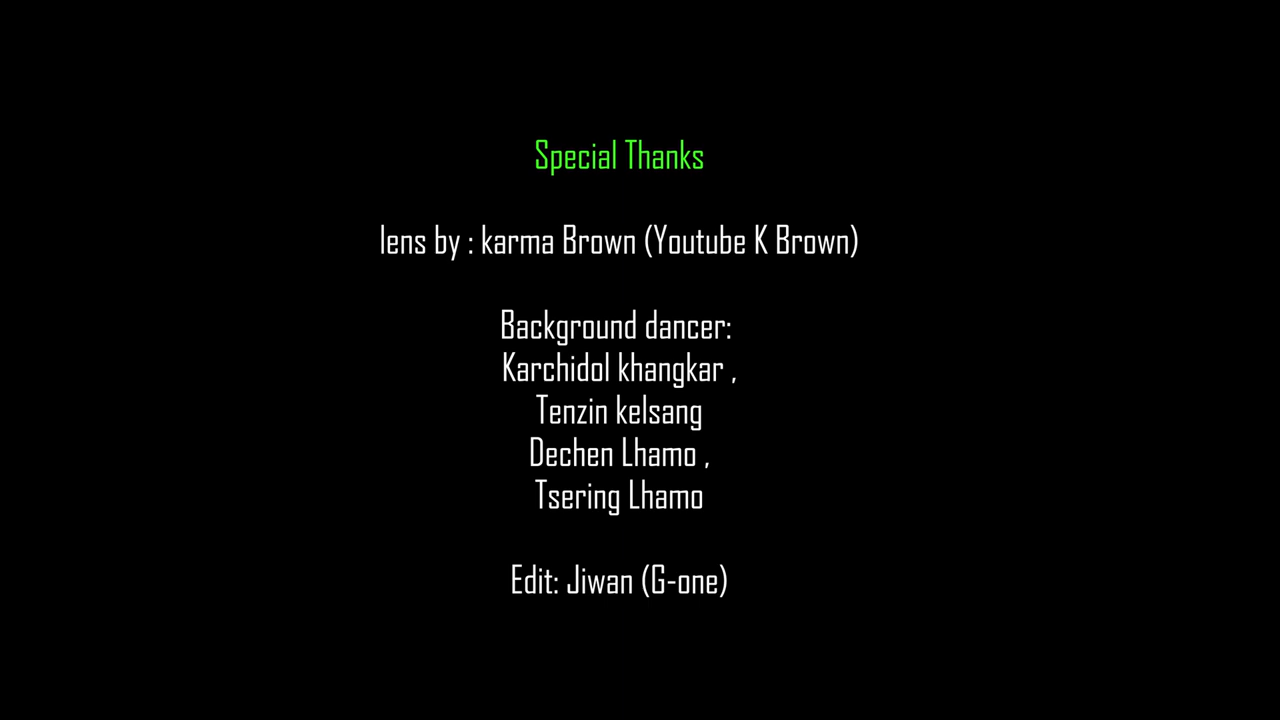 Special Thanks
lens by : karma Brown (Youtube K Brown)
Background dancer:
Karchidol khangkar ,
Tenzin kelsang
Dechen Lhamo ,
Tsering Lhamo
Edit: Jiwan (G-one)